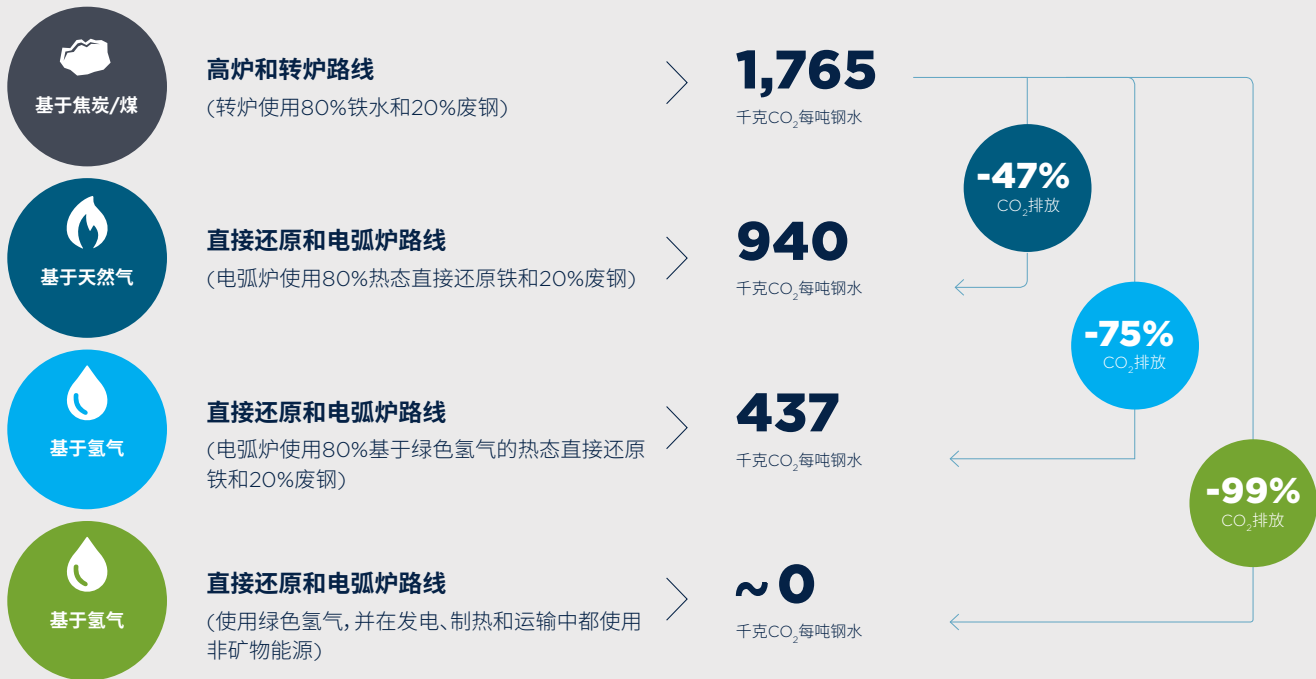 基于焦炭/煤
高炉和转炉路线
(转炉使用80%铁水和20%废钢)
1,765
千克CO₂每吨钢水
-47%
CO₂排放
基于天然气
直接还原和电弧炉路线
(电弧炉使用80%热态直接还原铁和20%废钢)
940
千克CO₂每吨钢水
-75%
CO₂排放
基于氢气
直接还原和电弧炉路线
(电弧炉使用80%基于绿色氢气的热态直接还原
铁和20%废钢)
437
千克CO₂每吨钢水
-99%
CO₂排放
基于氢气
直接还原和电弧炉路线
(使用绿色氢气,并在发电、制热和运输中都使用
非矿物能源)
~0
千克CO₂每吨钢水